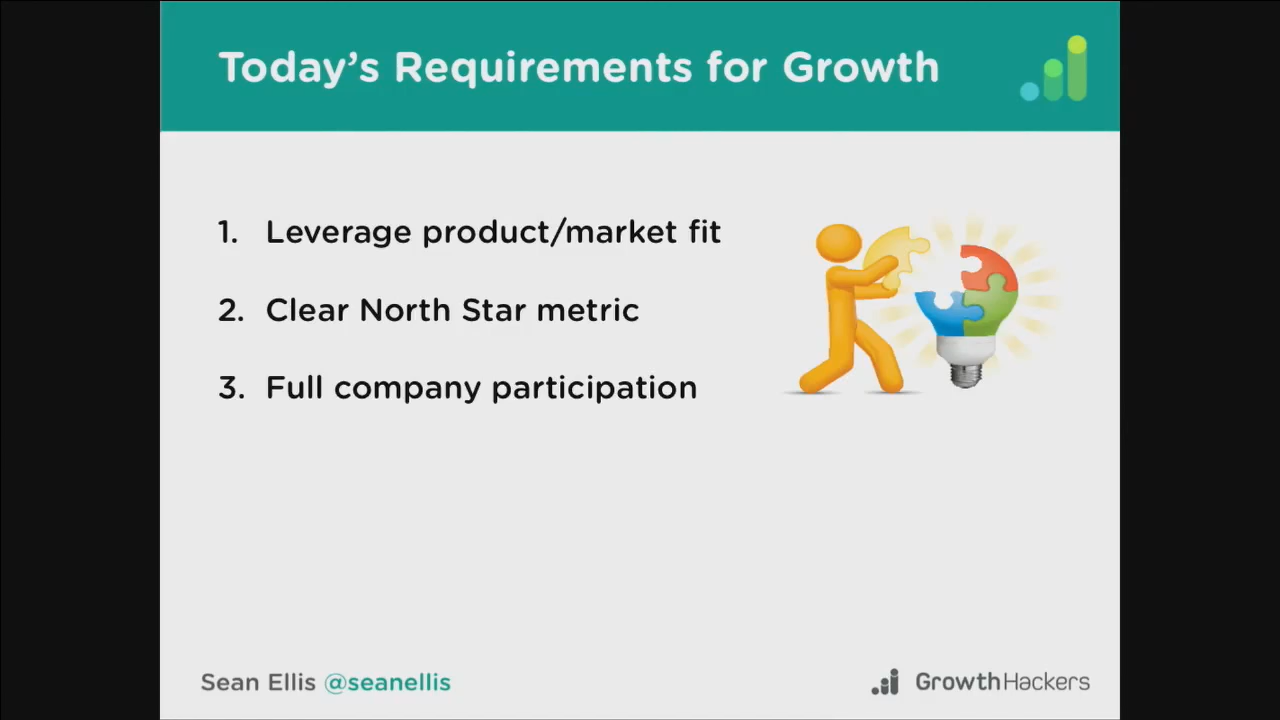 Today's Requirements for Growth
1. Leverage product/market fit
2. Clear North Star metric
3. Full company participation
Sean Ellis @seanellis
GrowthHackers